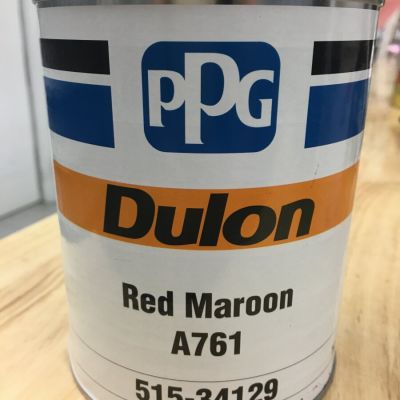 PPG
Dulon
Red Maroon
A761
515-34129